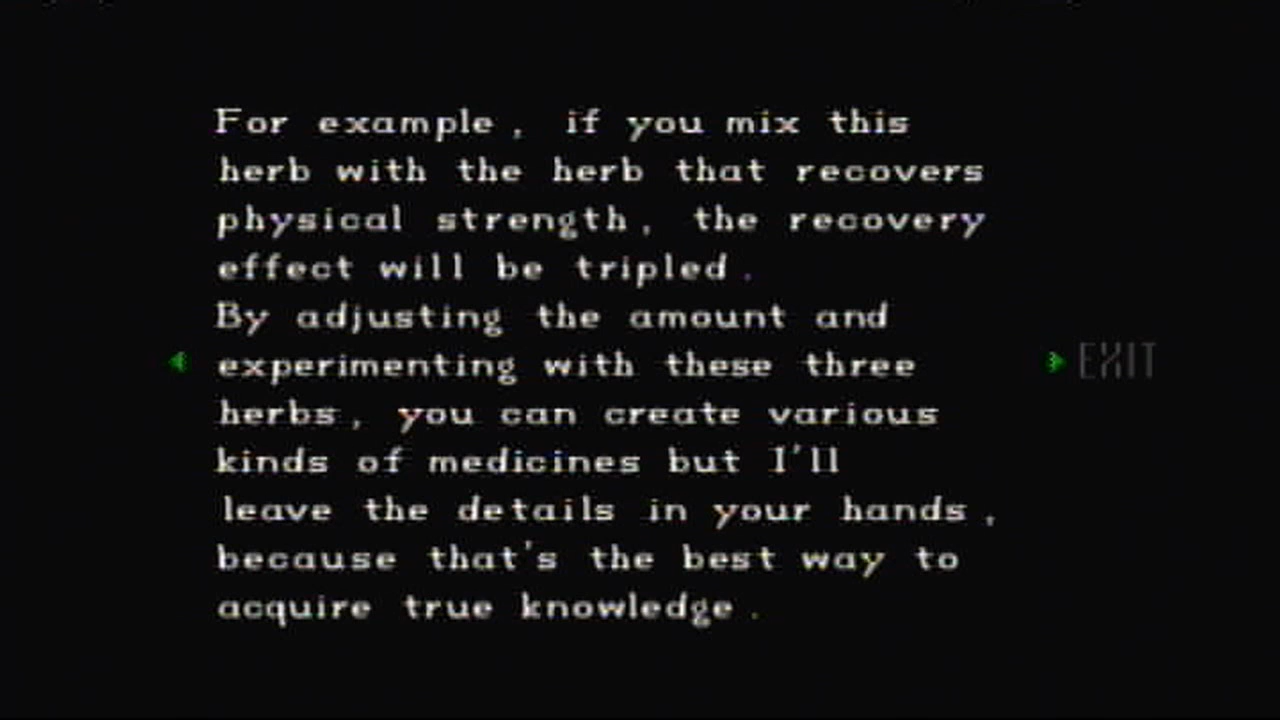 For example, if you mix this
herb with the herb that recovers
physical strength, the recovery
effect will be tripled.
By adjusting the amount and
experimenting with these three
herbs, you can create various
kinds of medicines but I'll
leave the details in your hands,
because that's the best way to
acquire true knowledge.
EXIT